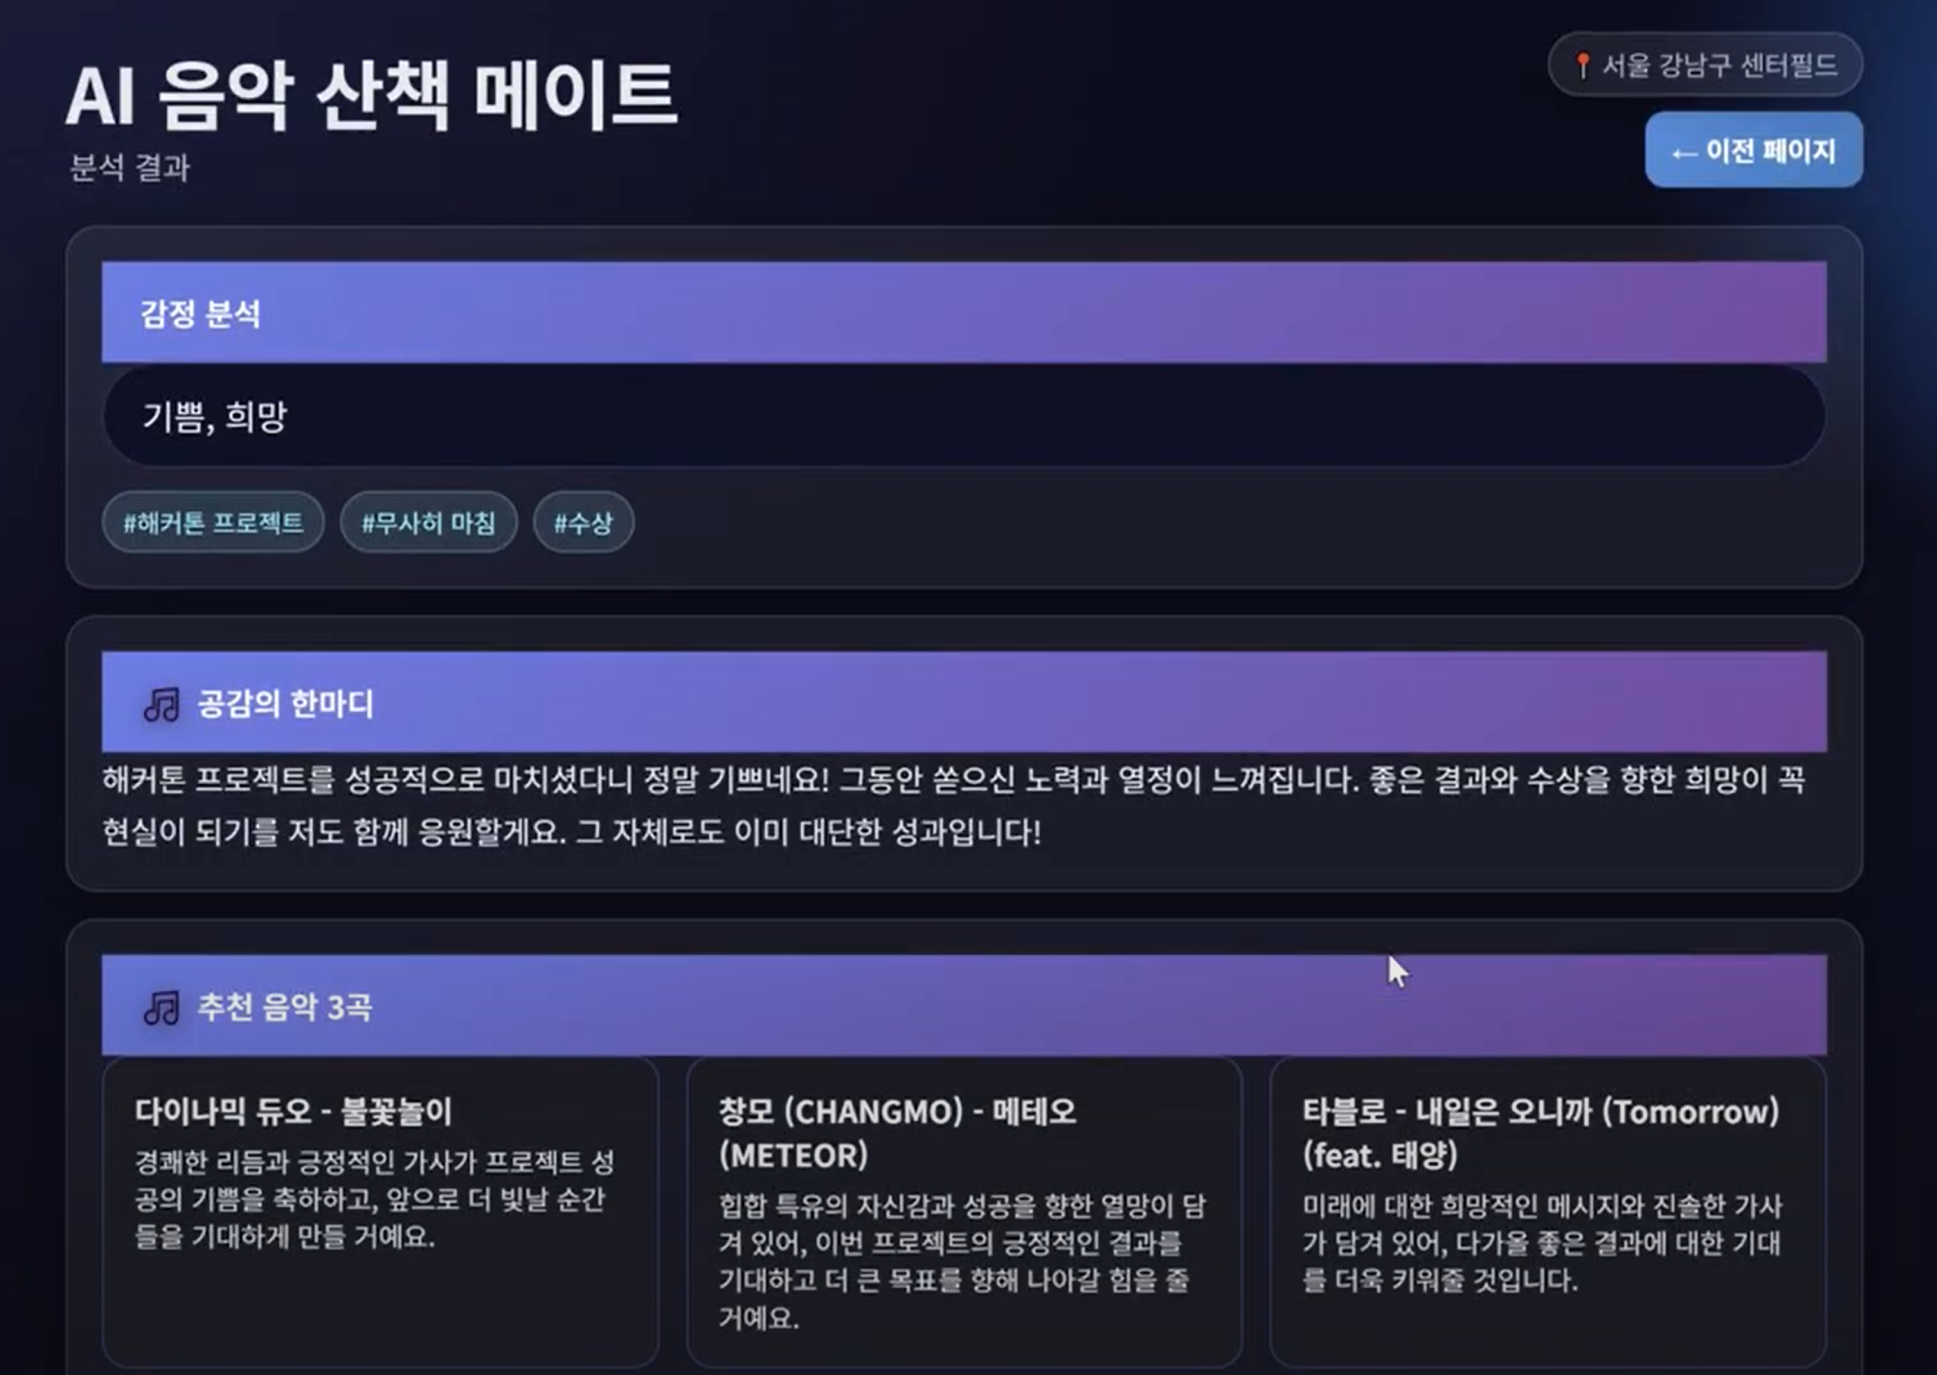 AI 음악 산책 메이트
분석 결과
서울 강남구 센터필드
← 이전 페이지
감정 분석
기쁨, 희망
#해커톤 프로젝트 #무사히 마침 #수상
공감의 한마디
해커톤 프로젝트를 성공적으로 마치셨다니 정말 기쁘네요! 그동안 쏟으신 노력과 열정이 느껴집니다. 좋은 결과와 수상을 향한 희망이 꼭
현실이 되기를 저도 함께 응원할게요. 그 자체로도 이미 대단한 성과입니다!
추천 음악 3곡
다이나믹 듀오 - 불꽃놀이
경쾌한 리듬과 긍정적인 가사가 프로젝트 성
공의 기쁨을 축하하고, 앞으로 더 빛날 순간
들을 기대하게 만들 거예요.
창모 (CHANGMO) - 메테오
(METEOR)
힙합 특유의 자신감과 성공을 향한 열망이 담
겨 있어, 이번 프로젝트의 긍정적인 결과를
기대하고 더 큰 목표를 향해 나아갈 힘을 줄
거예요.
타블로 - 내일은 오니까 (Tomorrow)
(feat. 태양)
미래에 대한 희망적인 메시지와 진솔한 가사
가 담겨 있어, 다가올 좋은 결과에 대한 기대
를 더욱 키워줄 것입니다.